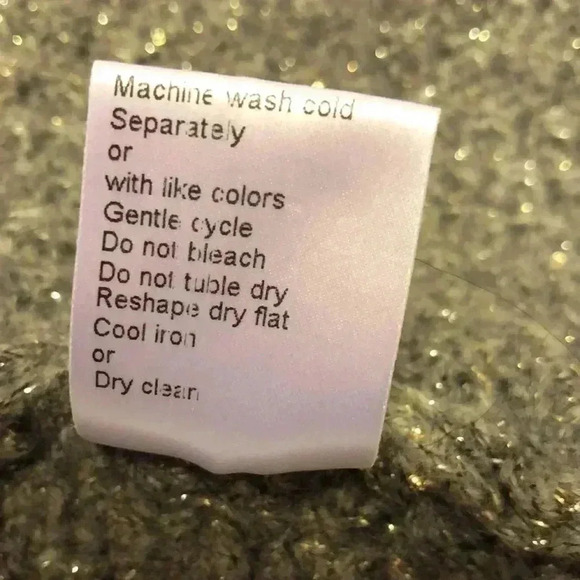 Machine wash cold
Separately
or
with like colors
Gentle cycle
Do not bleach
Do not tuble dry
Reshape dry flat
Cool iron
or
Dry clean